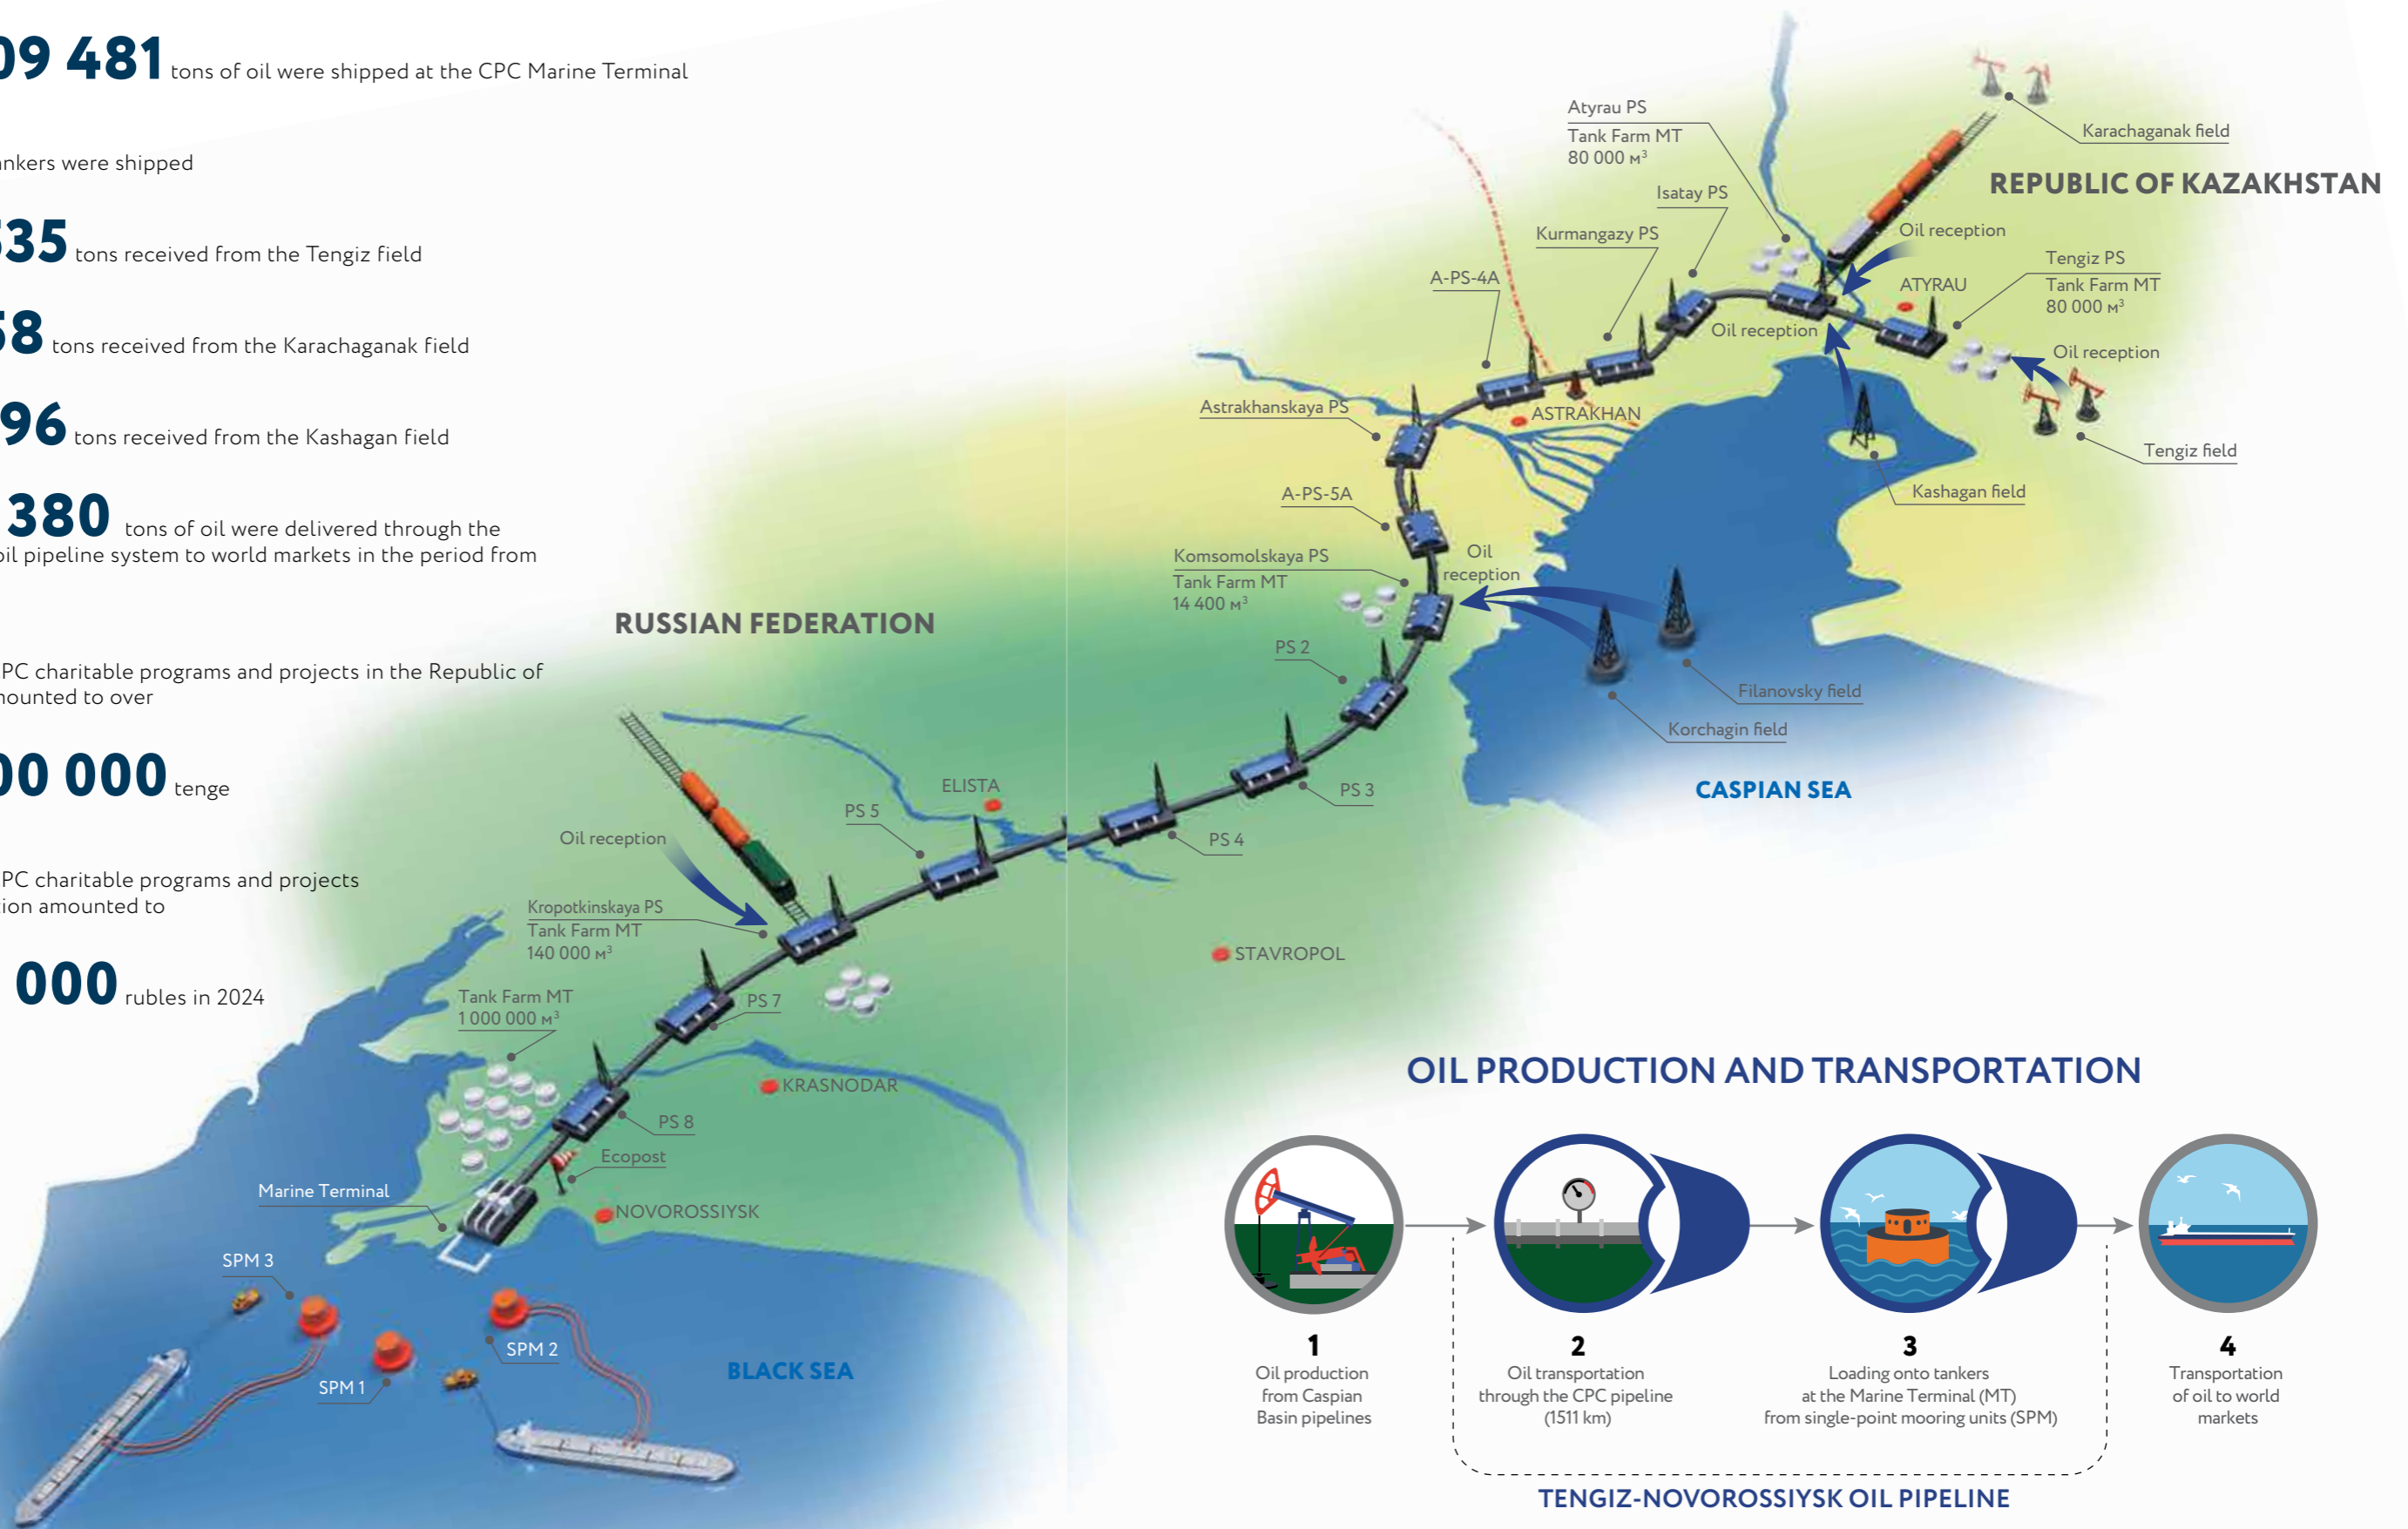 09 481 tons of oil were shipped at the CPC Marine Terminal
ankers were shipped
535 tons received from the Tengiz field
58 tons received from the Karachaganak field
96 tons received from the Kashagan field
380 tons of oil were delivered through the
oil pipeline system to world markets in the period from
PC charitable programs and projects in the Republic of
mounted to over
00 000 tenge
PC charitable programs and projects
tion amounted to
000 rubles in 2024
RUSSIAN FEDERATION
REPUBLIC OF KAZAKHSTAN
Karachaganak field
Atyrau PS
Tank Farm MT
80 000 м³
Isatay PS
Kurmangazy PS
A-PS-4A
Oil reception
ATYRAU
Tengiz PS
Tank Farm MT
80 000 м³
Oil reception
Oil reception
Tengiz field
Kashagan field
Astrakhanskaya PS
ASTRAKHAN
A-PS-5A
Komsomolskaya PS
Tank Farm MT
14 400 м³
Oil
reception
PS 2
Filanovsky field
Korchagin field
CASPIAN SEA
PS 3
PS 4
ELISTA
PS 5
Oil reception
Kropotkinskaya PS
Tank Farm MT
140 000 м³
STAVROPOL
PS 7
Tank Farm MT
1 000 000 м³
KRASNODAR
PS 8
Ecopost
Marine Terminal
NOVOROSSIYSK
SPM 3
SPM 2
SPM 1
BLACK SEA
OIL PRODUCTION AND TRANSPORTATION
1
Oil production
from Caspian
Basin pipelines
2
Oil transportation
through the CPC pipeline
(1511 km)
3
Loading onto tankers
at the Marine Terminal (MT)
from single-point mooring units (SPM)
4
Transportation
of oil to world
markets
TENGIZ-NOVOROSSIYSK OIL PIPELINE